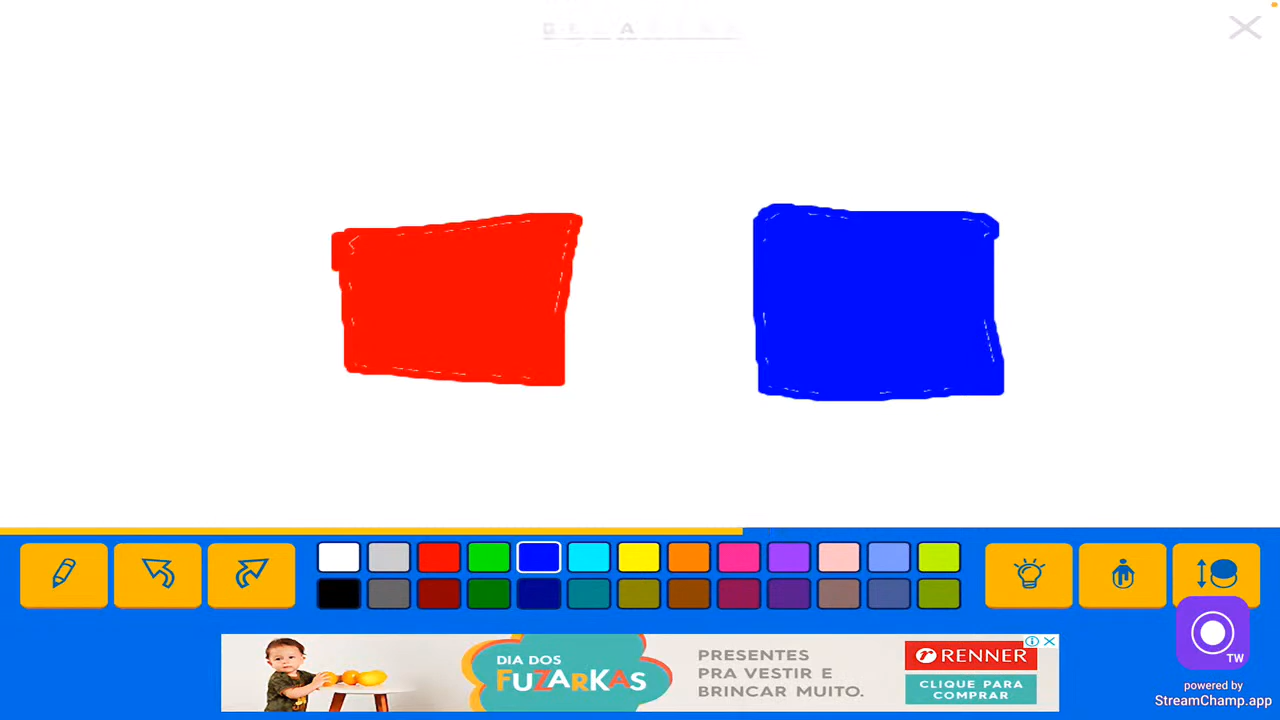 DIA DOS
FUZARKAS
PRESENTES
PRA VESTIR E
BRINCAR MUITO.
RENNER
CLIQUE PARA
COMPRAR
TW
powered by
StreamChamp.app